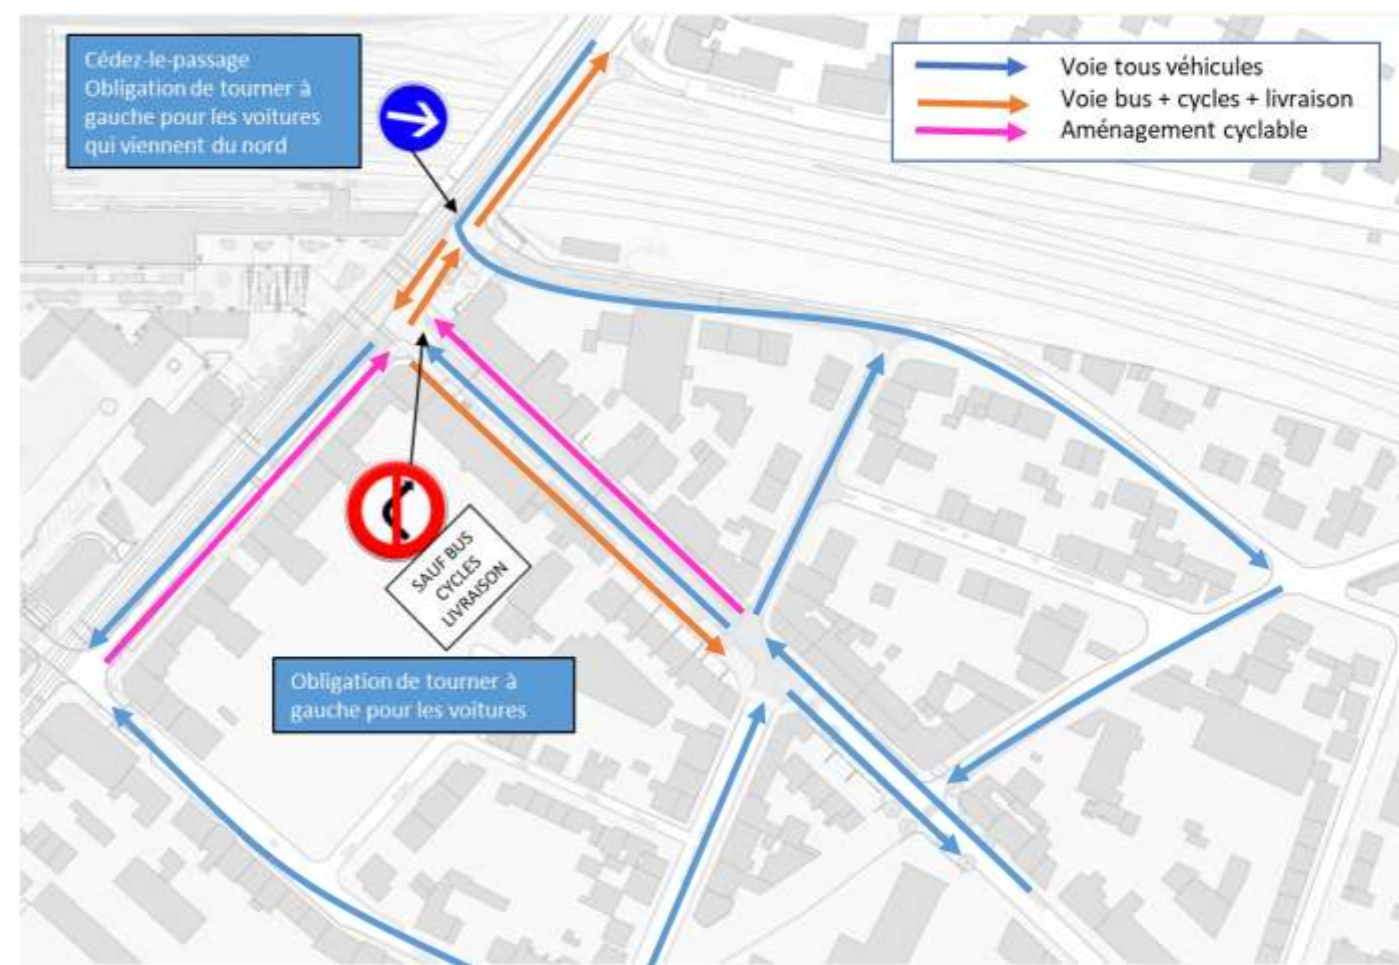 Cédez-le-passage
Obligation de tourner à
gauche pour les voitures
qui viennent du nord
Voie tous véhicules
Voie bus + cycles + livraison
Aménagement cyclable
SAUF BUS
CYCLES
LIVRAISON
Obligation de tourner à
gauche pour les voitures